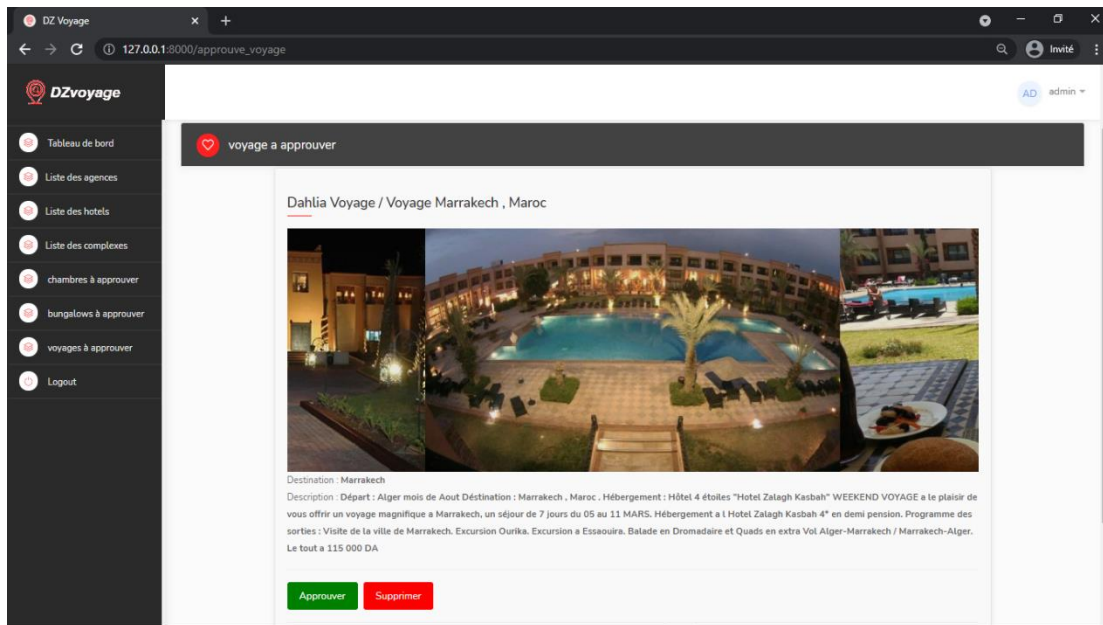 DZ Voyage
127.0.0.1:8000/approuve_voyage
Invité
DZvoyage
AD admin
Tableau de bord
Liste des agences
Liste des hotels
Liste des complexes
chambres à approuver
bungalows à approuver
voyages à approuver
Logout
voyage a approuver
Dahlia Voyage / Voyage Marrakech , Maroc
Destination : Marrakech
Description : Départ : Alger mois de Aout Déstination : Marrakech , Maroc , Hébergement : Hôtel 4 étoiles "Hotel Zalagh Kasbah" WEEKEND VOYAGE a le plaisir de
vous offrir un voyage magnifique a Marrakech, un séjour de 7 jours du 05 au 11 MARS. Hébergement a l Hotel Zalagh Kasbah 4* en demi pension. Programme des
sorties : Visite de la ville de Marrakech. Excursion Ourika. Excursion a Essaouira. Balade en Dromadaire et Quads en extra Vol Alger-Marrakech / Marrakech-Alger.
Le tout a 115 000 DA
Approuver
Supprimer